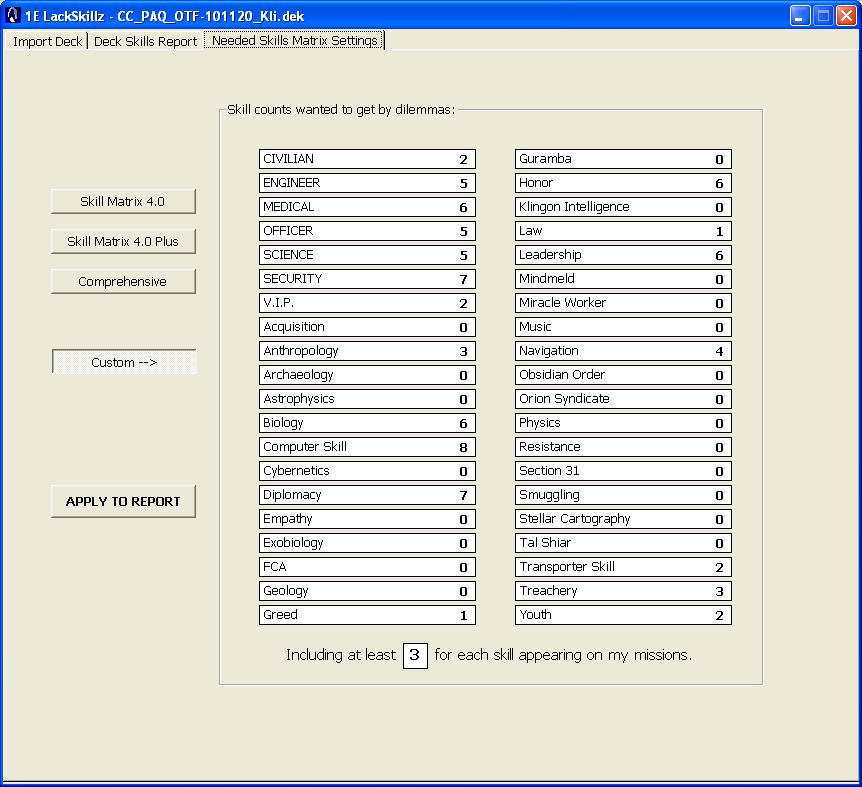 1E LackSkillz - CC_PAQ_OTF-101120_Kli.dek
Import Deck Deck Skills Report Needed Skills Matrix Settings
Skill counts wanted to get by dilemmas:
Skill Matrix 4.0
Skill Matrix 4.0 Plus
Comprehensive
Custom -->
APPLY TO REPORT
CIVILIAN 2
ENGINEER 5
MEDICAL 6
OFFICER 5
SCIENCE 5
SECURITY 7
V.I.P. 2
Acquisition 0
Anthropology 3
Archaeology 0
Astrophysics 0
Biology 6
Computer Skill 8
Cybernetics 0
Diplomacy 7
Empathy 0
Exobiology 0
FCA 0
Geology 0
Greed 1
Guramba 0
Honor 6
Klingon Intelligence 0
Law 1
Leadership 6
Mindmeld 0
Miracle Worker 0
Music 0
Navigation 4
Obsidian Order 0
Orion Syndicate 0
Physics 0
Resistance 0
Section 31 0
Smuggling 0
Stellar Cartography 0
Tal Shiar 0
Transporter Skill 2
Treachery 3
Youth 2
Including at least 3 for each skill appearing on my missions.